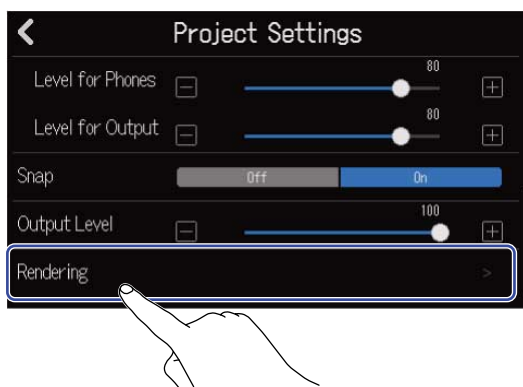 Project Settings
80
Level for Phones
80
Level for Output
Snap Off On
100
Output Level
Rendering